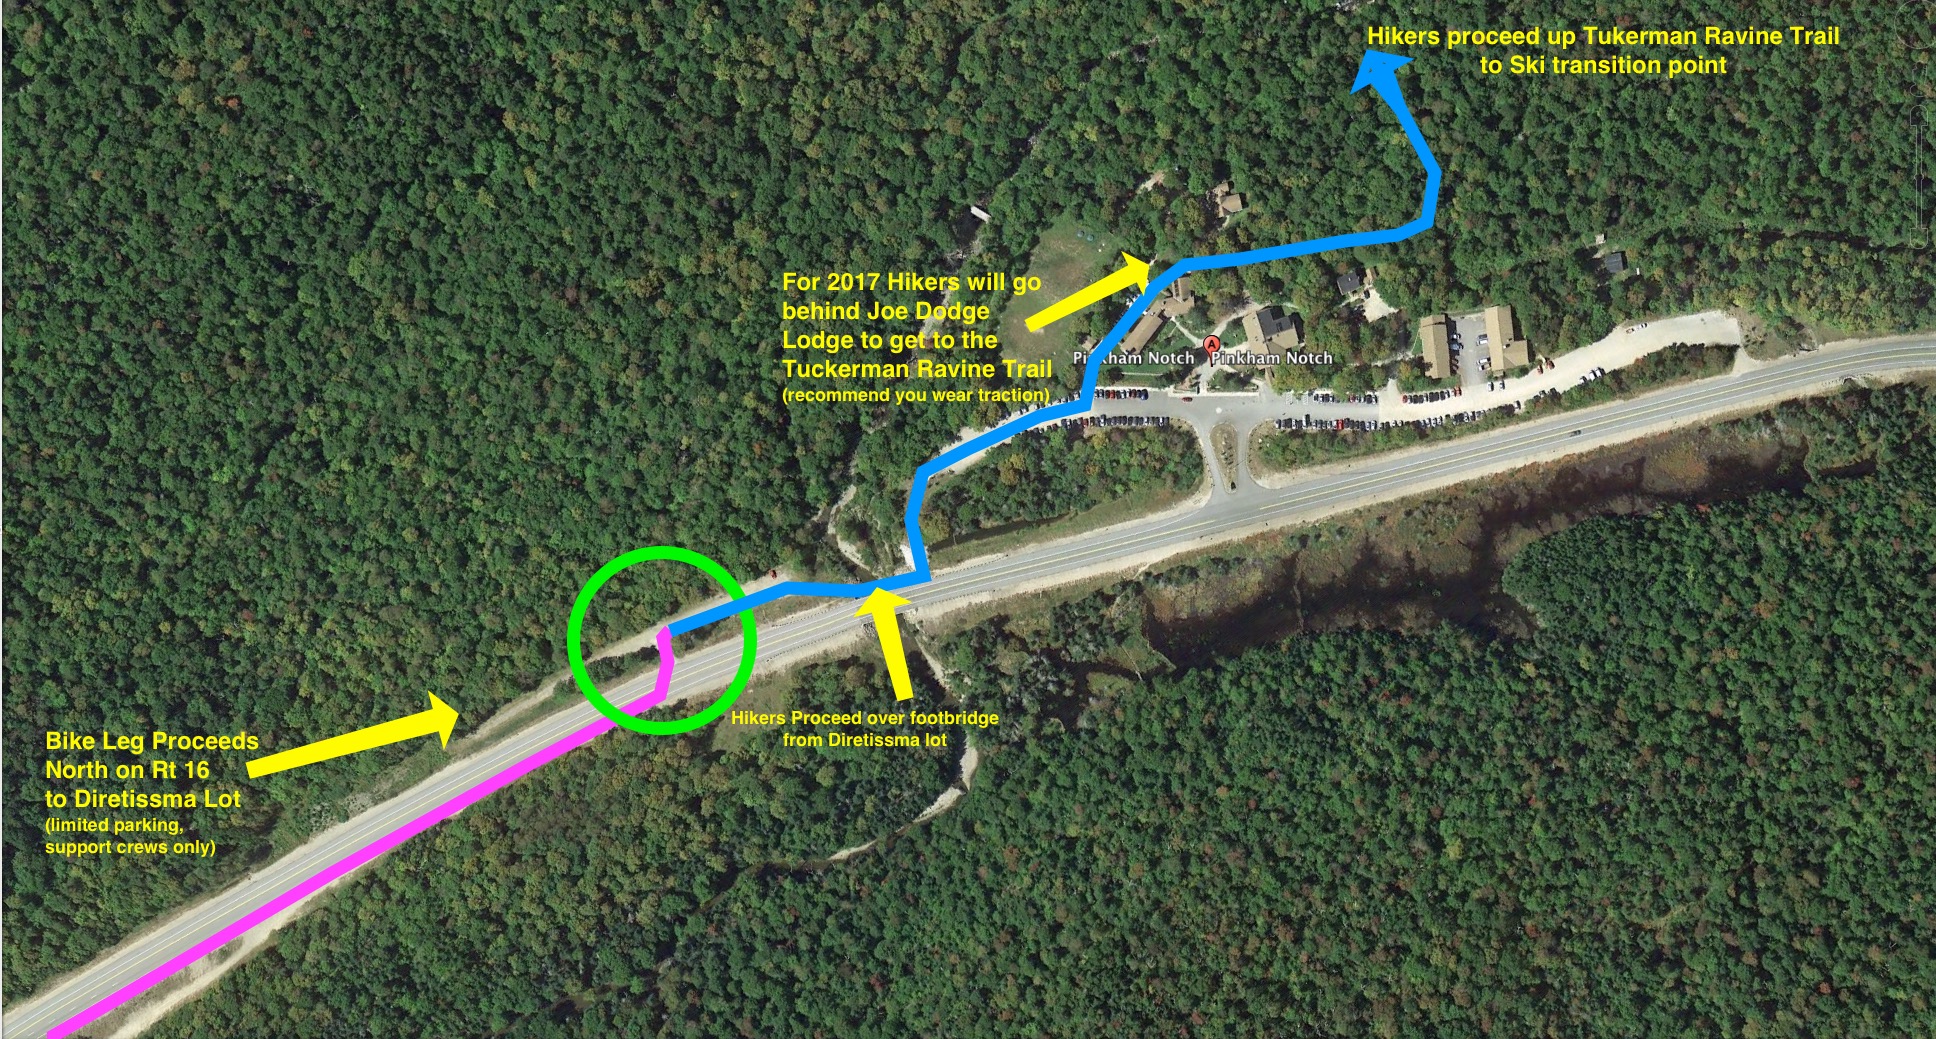 Hikers proceed up Tukerman Ravine Trail
to Ski transition point
For 2017 Hikers will go
behind Joe Dodge
Lodge to get to the
Tuckerman Ravine Trail
(recommend you wear traction)
A
Pinkham Notch
Pinkham Notch
Hikers Proceed over footbridge
from Diretissma lot
Bike Leg Proceeds
North on Rt 16
to Diretissma Lot
(limited parking,
support crews only)